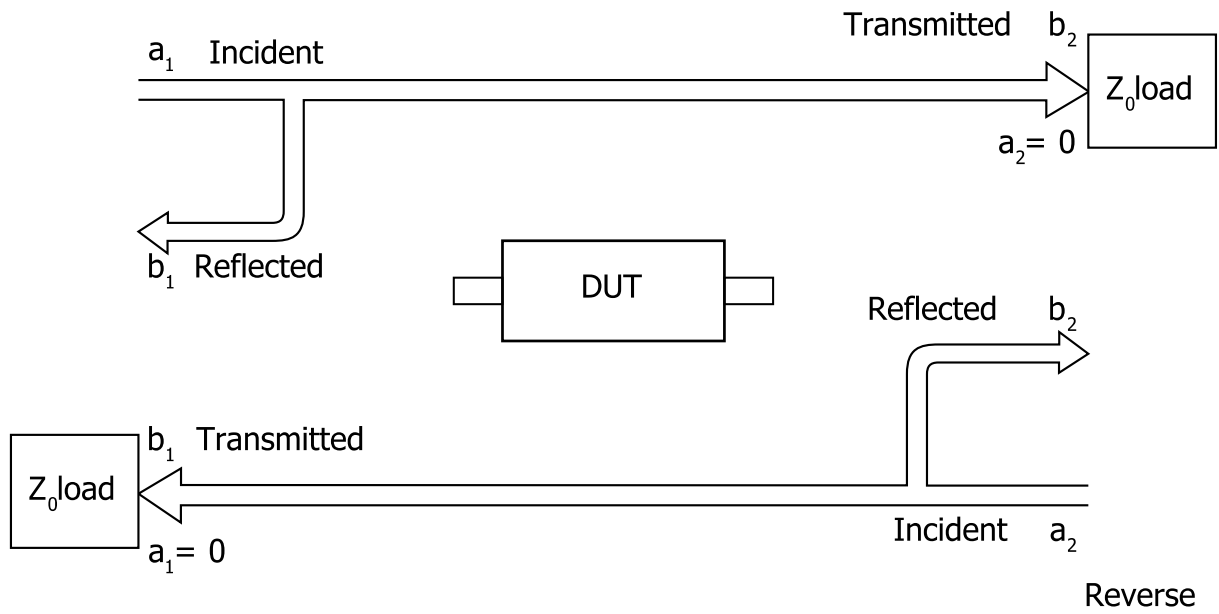 Transmitted b2
a1 Incident
Z0load
a2= 0
b1 Reflected
DUT
Reflected b2
b1 Transmitted
Z0load
Incident a2
a1= 0
Reverse